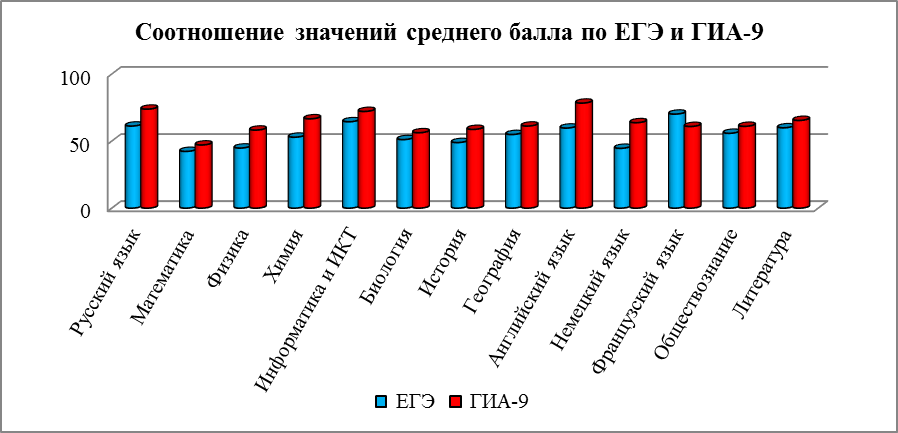 Соотношение значений среднего балла по ЕГЭ и ГИА-9
100
50
0
Русский язык
Математика
Физика
Химия
Информатика и ИКТ
Биология
История
География
Английский язык
Немецкий язык
Французский язык
Обществознание
Литература
ЕГЭ ГИА-9